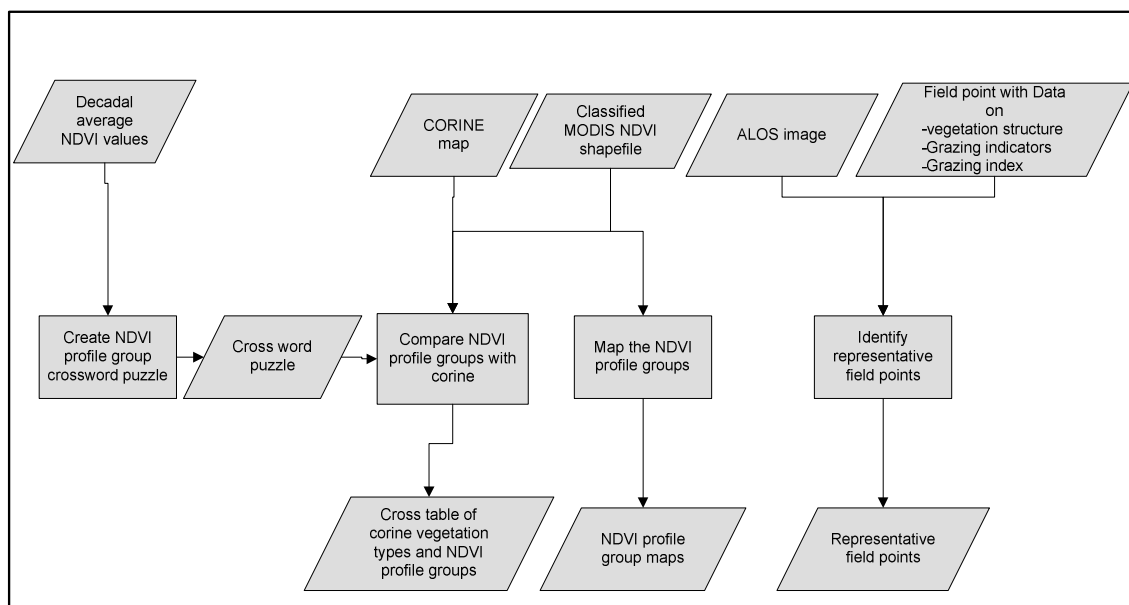 Decadal
average
NDVI values
CORINE
map
Classified
MODIS NDVI
shapefile
ALOS image
Field point with Data
on
-vegetation structure
-Grazing indicators
-Grazing index
Create NDVI
profile group
crossword puzzle
Cross word
puzzle
Compare NDVI
profile groups with
corine
Map the NDVI
profile groups
Identify
representative
field points
Cross table of
corine vegetation
types and NDVI
profile groups
NDVI profile
group maps
Representative
field points